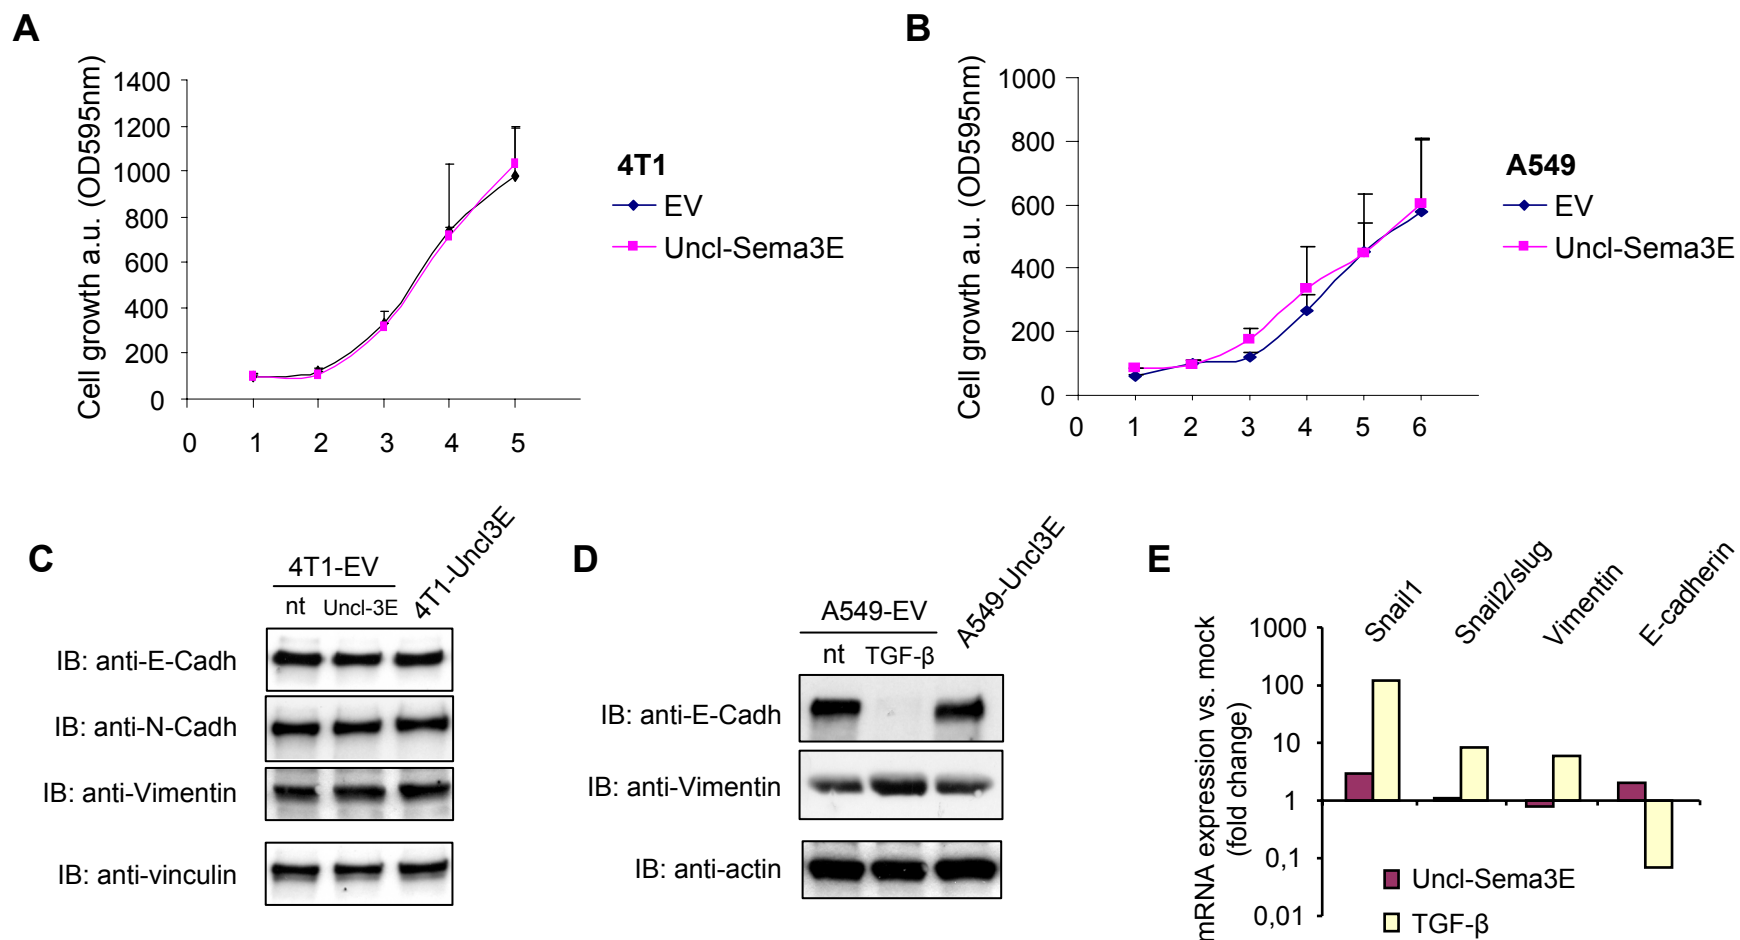 A
Cell growth a.u. (OD595nm)
1400
1200
1000
800
600
400
200
0
0 1 2 3 4 5
4T1
EV
Uncl-Sema3E
B
Cell growth a.u. (OD595nm)
1000
800
600
400
200
0
0 1 2 3 4 5 6
A549
EV
Uncl-Sema3E
C
4T1-EV
4T1-Uncl3E
nt Uncl-3E
IB: anti-E-Cadh
IB: anti-N-Cadh
IB: anti-Vimentin
IB: anti-vinculin
D
A549-EV
A549-Uncl3E
nt TGF-β
IB: anti-E-Cadh
IB: anti-Vimentin
IB: anti-actin
E
mRNA expression vs. mock
(fold change)
Snail1
Snail2/slug
Vimentin
E-cadherin
1000
100
10
1
0,1
0,01
Uncl-Sema3E
TGF-β